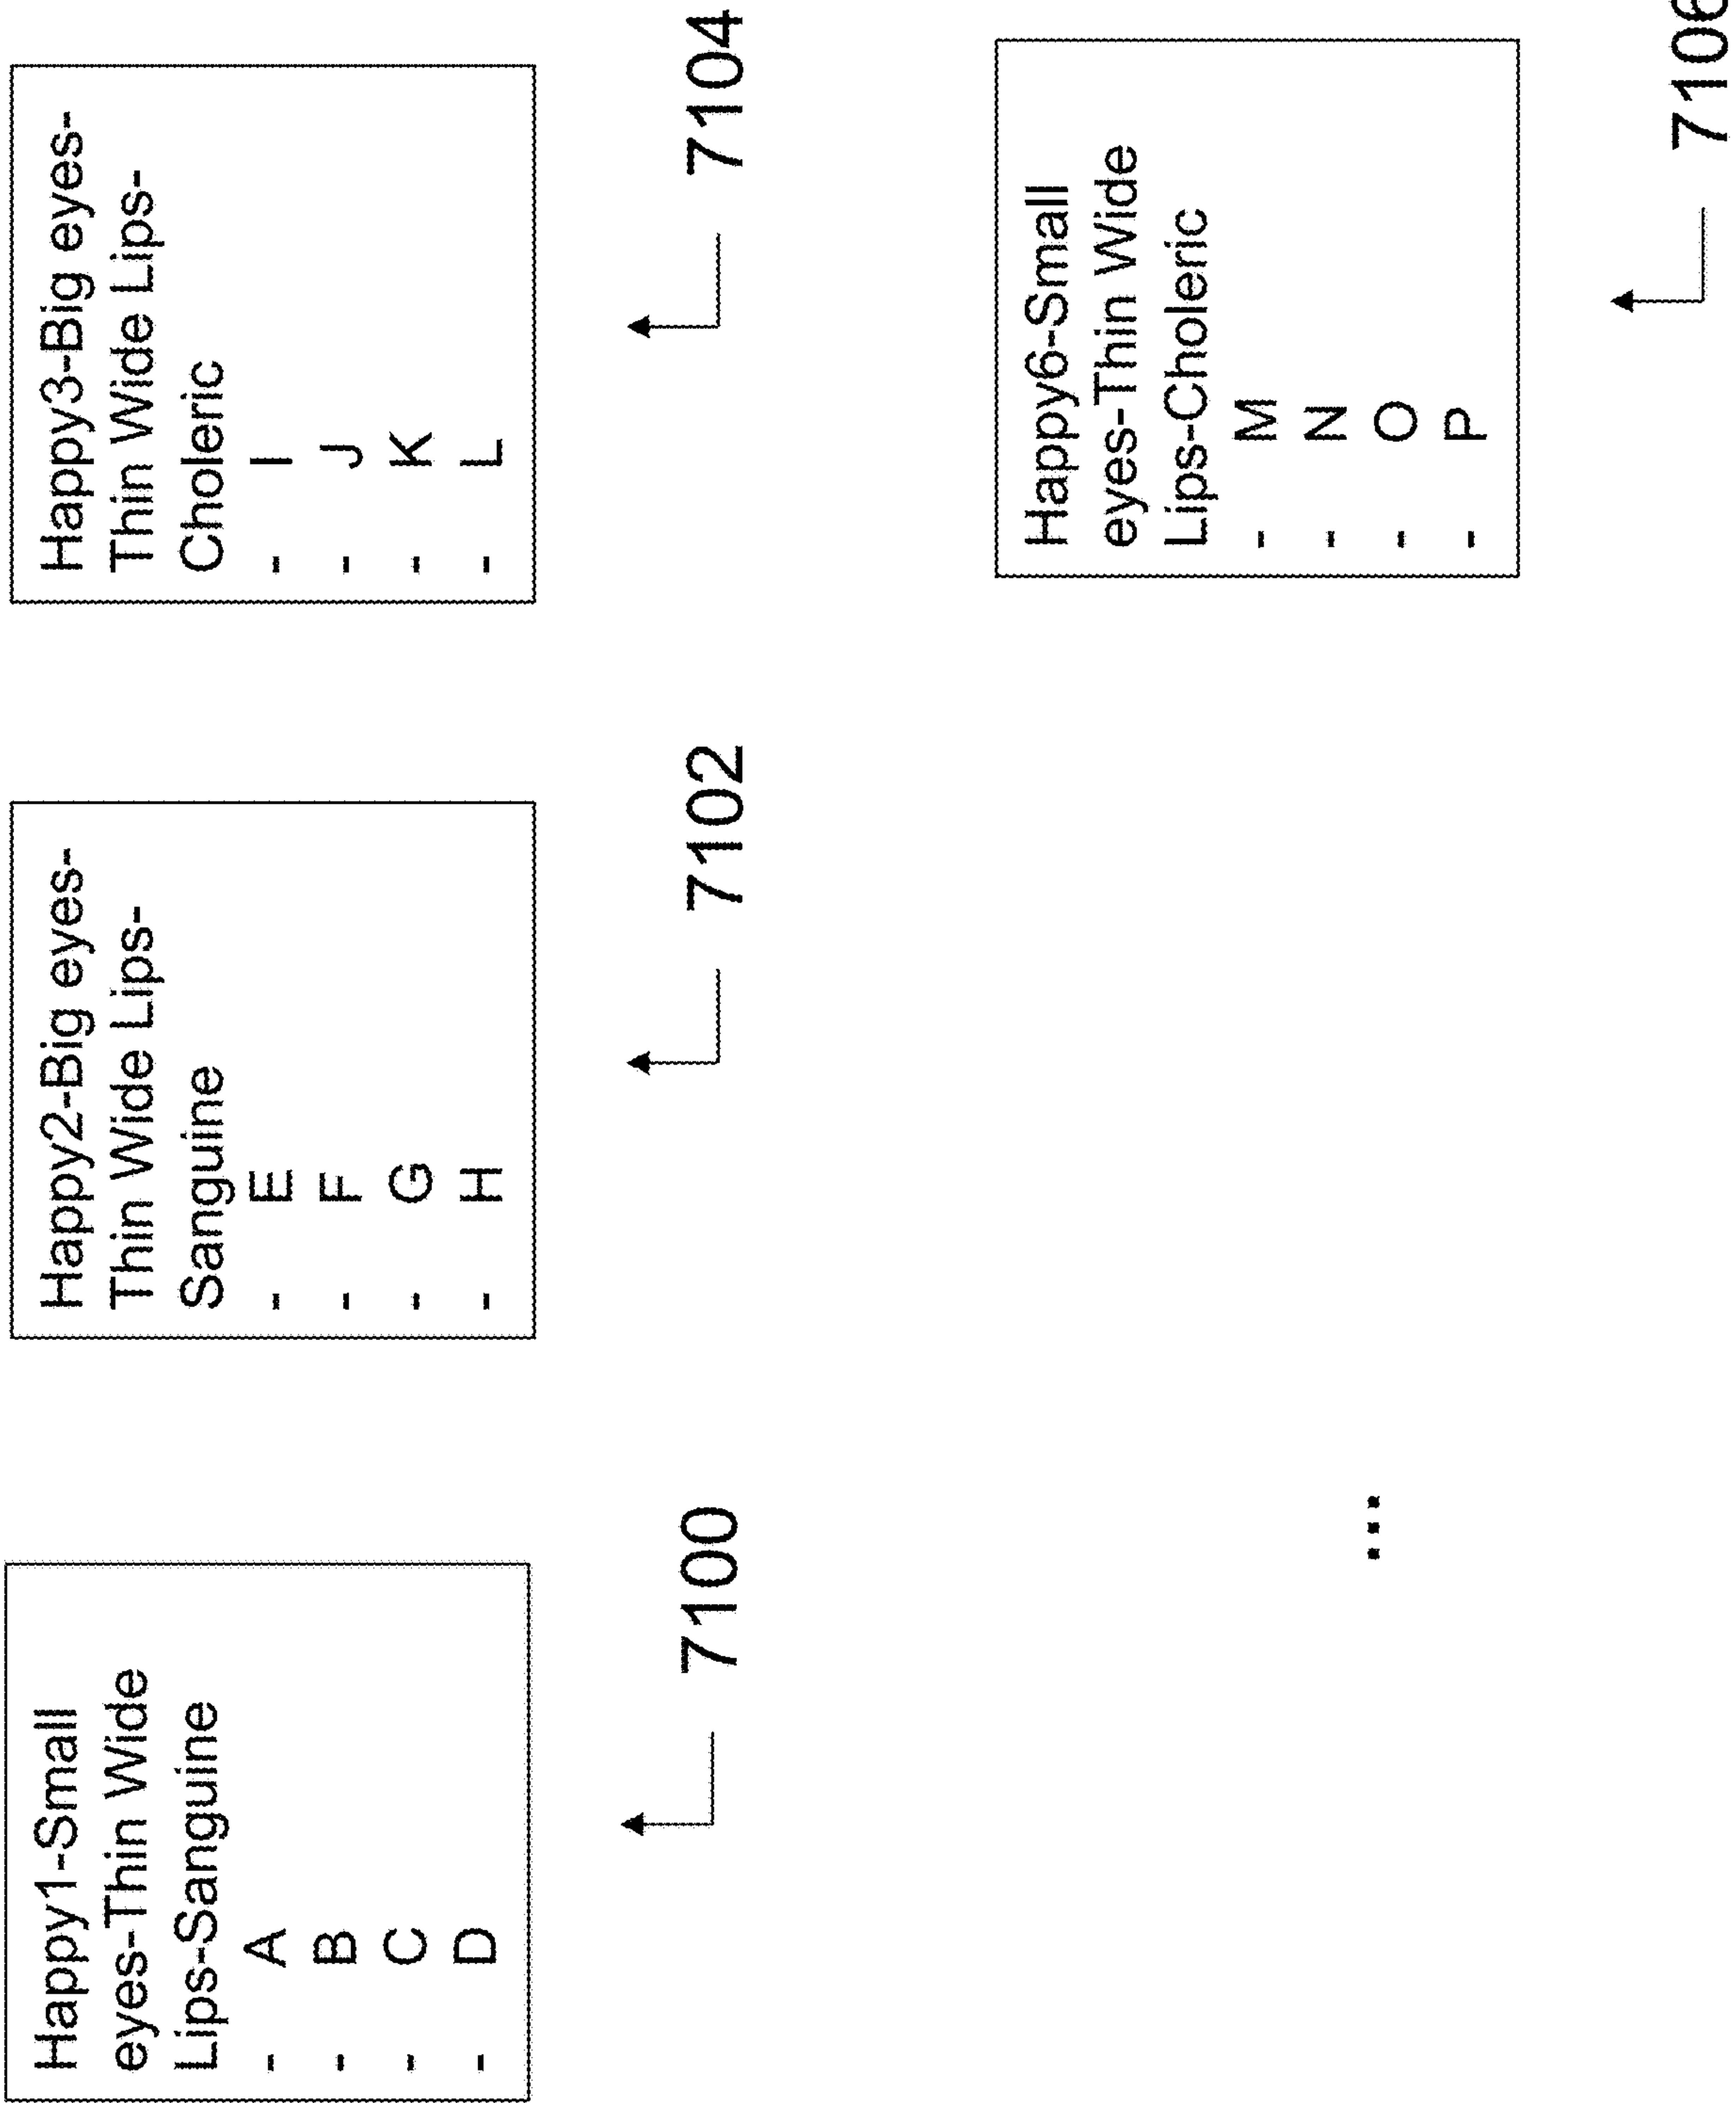 Happy1-Small
eyes-Thin Wide
Lips-Sanguine
- A
- B
- C
- D
7100
Happy2-Big eyes-
Thin Wide Lips-
Sanguine
- E
- F
- G
- H
7102
Happy3-Big eyes-
Thin Wide Lips-
Choleric
- I
- J
- K
- L
7104
...
Happy6-Small
eyes-Thin Wide
Lips-Choleric
- M
- N
- O
- P
7106